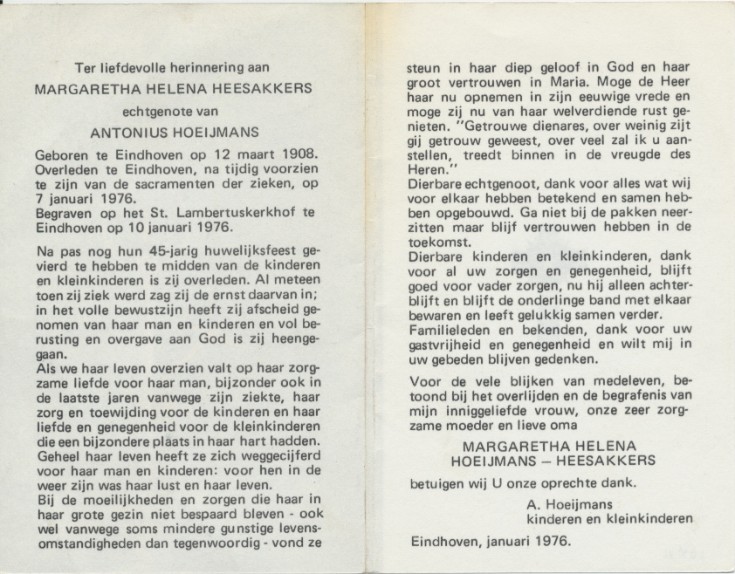 Ter liefdevolle herinnering aan
MARGARETHA HELENA HEESAKKERS
echtgenote van
ANTONIUS HOEIJMANS
Geboren te Eindhoven op 12 maart 1908.
Overleden te Eindhoven, na tijdig voorzien
te zijn van de sacramenten der zieken, op
7 januari 1976.
Begraven op het St. Lambertuskerkhof te
Eindhoven op 10 januari 1976.
Na pas nog hun 45-jarig huwelijksfeest ge-
vierd te hebben te midden van de kinderen
en kleinkinderen is zij overleden. Al meteen
toen zij ziek werd zag zij de ernst daarvan in;
in het volle bewustzijn heeft zij afscheid ge-
nomen van haar man en kinderen en vol be-
rusting en overgave aan God is zij heenge-
gaan.
Als we haar leven overzien valt op haar zorg-
zame liefde voor haar man, bijzonder ook in
de laatste jaren vanwege zijn ziekte, haar
zorg en toewijding voor de kinderen en haar
liefde en genegenheid voor de kleinkinderen
die een bijzondere plaats in haar hart hadden.
Geheel haar leven heeft ze zich weggecijferd
voor haar man en kinderen: voor hen in de
weer zijn was haar lust en haar leven.
Bij de moeilijkheden en zorgen die haar in
haar grote gezin niet bespaard bleven - ook
wel vanwege soms mindere gunstige levens-
omstandigheden dan tegenwoordig - vond ze
steun in haar diep geloof in God en haar
groot vertrouwen in Maria. Moge de Heer
haar nu opnemen in zijn eeuwige vrede en
moge zij nu van haar welverdiende rust ge-
nieten. "Getrouwe dienares, over weinig zijt
gij getrouw geweest, over veel zal ik u aan-
stellen, treedt binnen in de vreugde des
Heren."
Dierbare echtgenoot, dank voor alles wat wij
voor elkaar hebben betekend en samen heb-
ben opgebouwd. Ga niet bij de pakken neer-
zitten maar blijf vertrouwen hebben in de
toekomst.
Dierbare kinderen en kleinkinderen, dank
voor al uw zorgen en genegenheid, blijft
goed voor vader zorgen, nu hij alleen achter-
blijft en blijft de onderlinge band met elkaar
bewaren en leeft gelukkig samen verder.
Familieleden en bekenden, dank voor uw
gastvrijheid en genegenheid en wilt mij in
uw gebeden blijven gedenken.
Voor de vele blijken van medeleven, be-
toond bij het overlijden en de begrafenis van
mijn inniggeliefde vrouw, onze zeer zorg-
zame moeder en lieve oma
MARGARETHA HELENA
HOEIJMANS – HEESAKKERS
betuigen wij U onze oprechte dank.
A. Hoeijmans
kinderen en kleinkinderen
Eindhoven, januari 1976.